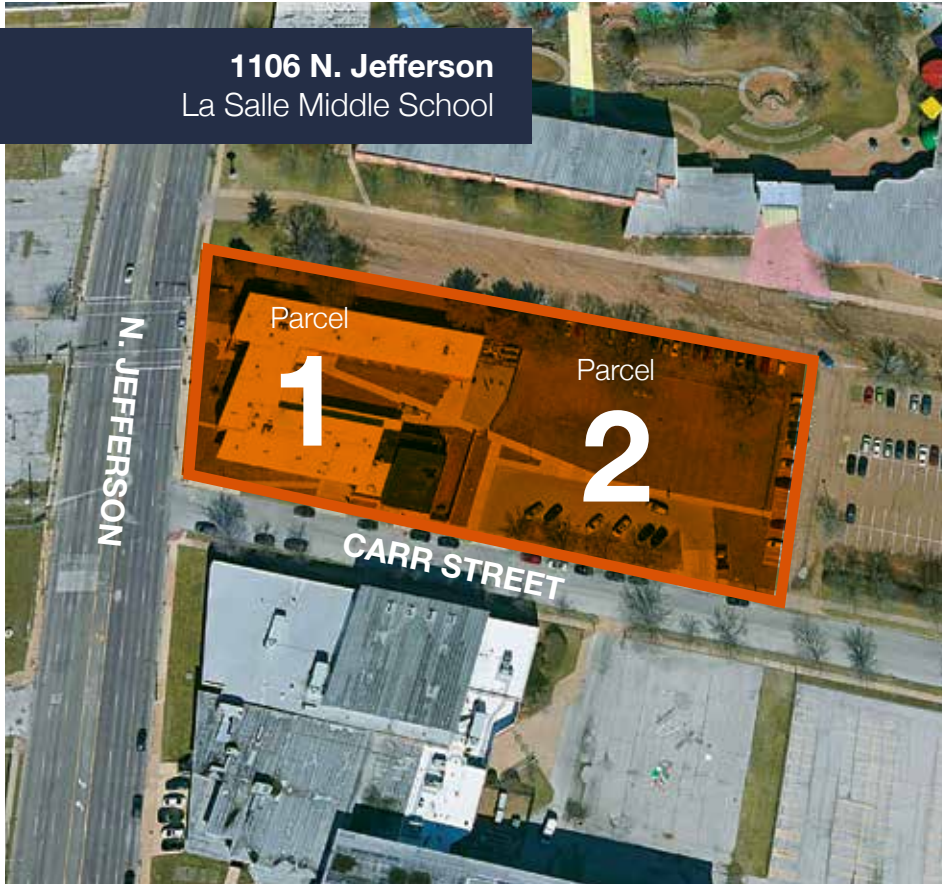 1106 N. Jefferson
La Salle Middle School
Parcel
1
Parcel
2
N. JEFFERSON
CARR STREET